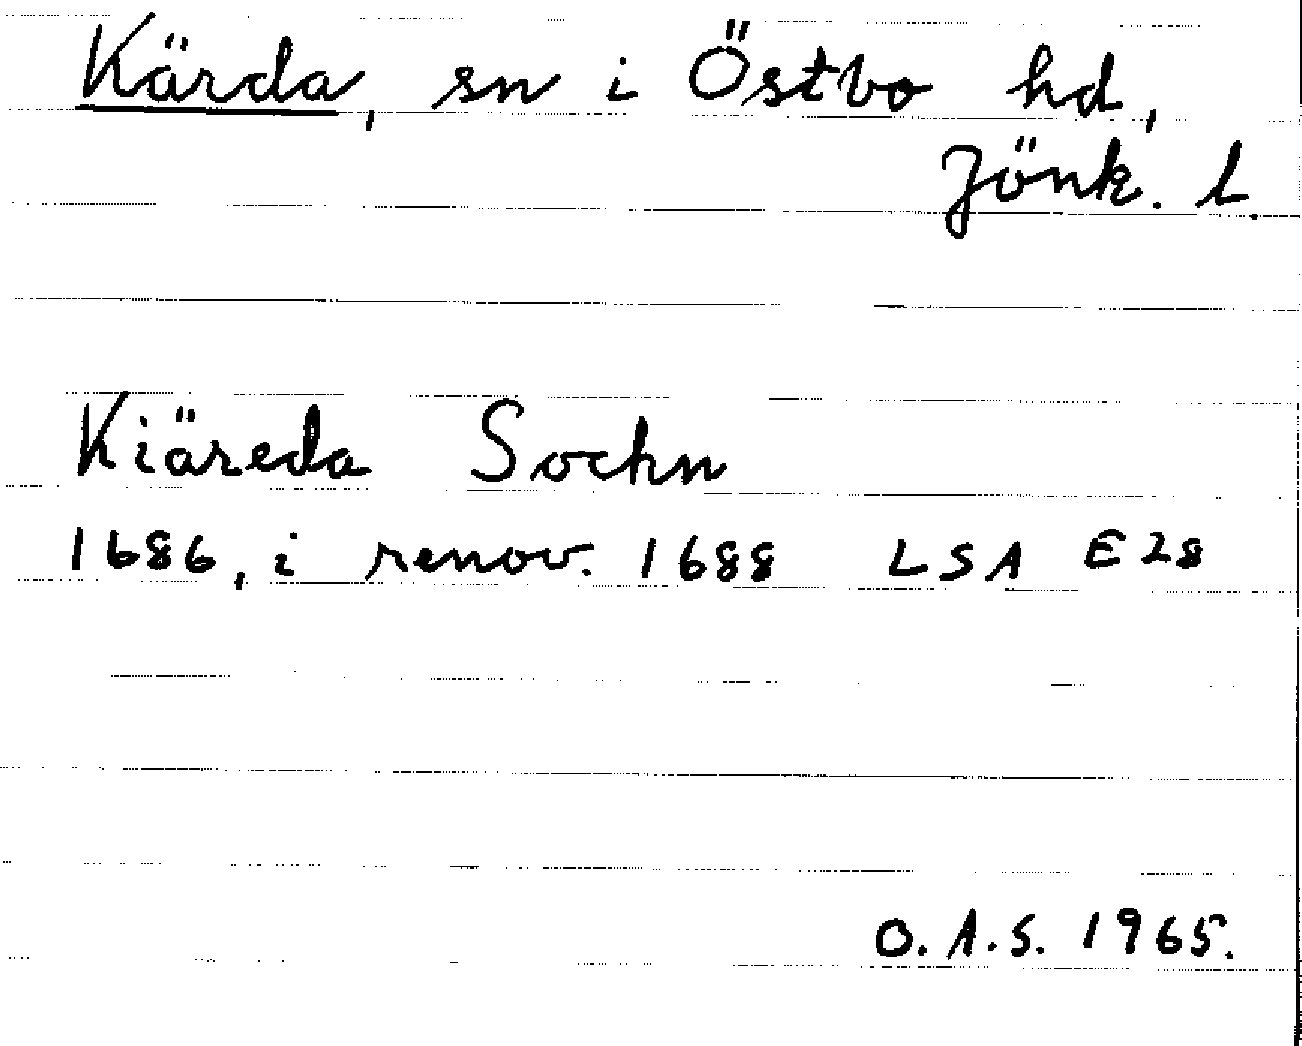 Kärda, sn i Östbo hd,
Jönk. l.
Kiäreda Sochn
1686, i renov. 1688 LSA E28
O.A.S. 1965.